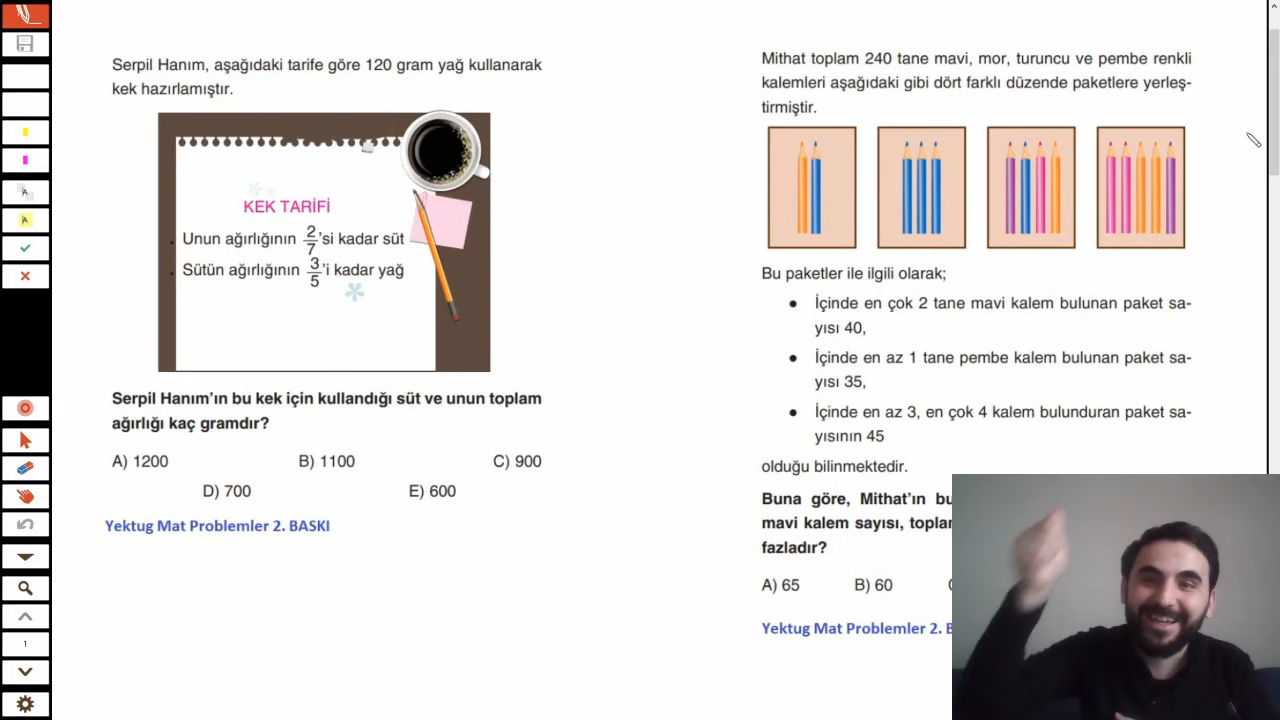 Serpil Hanım, aşağıdaki tarife göre 120 gram yağ kullanarak
kek hazırlamıştır.
KEK TARİFİ
Unun ağırlığının 2/7'si kadar süt
Sütün ağırlığının 3/5'i kadar yağ
Serpil Hanım'ın bu kek için kullandığı süt ve unun toplam
ağırlığı kaç gramdır?
A) 1200 B) 1100 C) 900
D) 700 E) 600
Yektug Mat Problemler 2. BASKI
Mithat toplam 240 tane mavi, mor, turuncu ve pembe renkli
kalemleri aşağıdaki gibi dört farklı düzende paketlere yerleş-
tirmiştir.
Bu paketler ile ilgili olarak;
● İçinde en çok 2 tane mavi kalem bulunan paket sa-
yısı 40,
● İçinde en az 1 tane pembe kalem bulunan paket sa-
yısı 35,
● İçinde en az 3, en çok 4 kalem bulunduran paket sa-
yısının 45
olduğu bilinmektedir.
Buna göre, Mithat'ın bu
mavi kalem sayısı, toplam
fazladır?
A) 65 B) 60
Yektug Mat Problemler 2. B
A
A
1